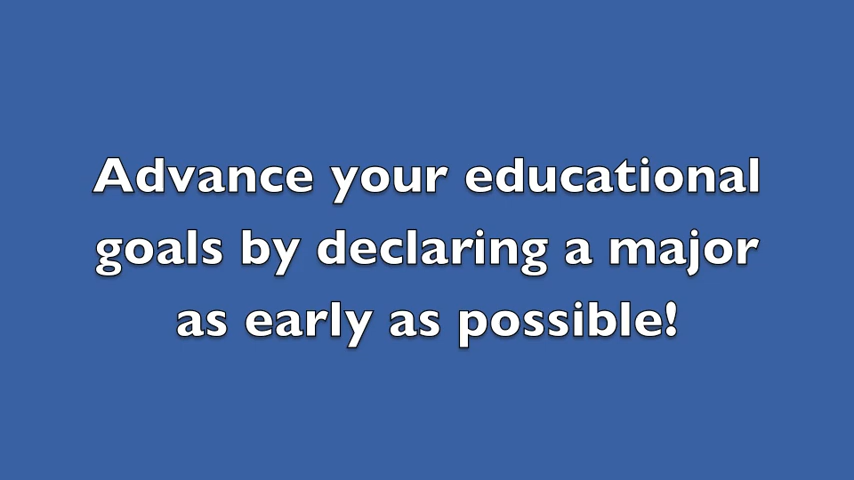 Advance your educational
goals by declaring a major
as early as possible!